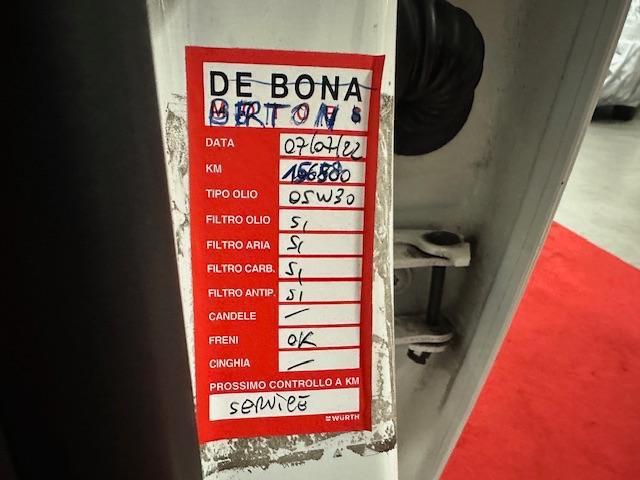 DE BONA
BERTON
DATA 07/07/22
KM
TIPO OLIO 05W30
FILTRO OLIO SI
FILTRO ARIA SI
FILTRO CARB. SI
FILTRO ANTIP. SI
CANDELE —
FRENI OK
CINGHIA —
PROSSIMO CONTROLLO A KM
SERVICE
WÜRTH